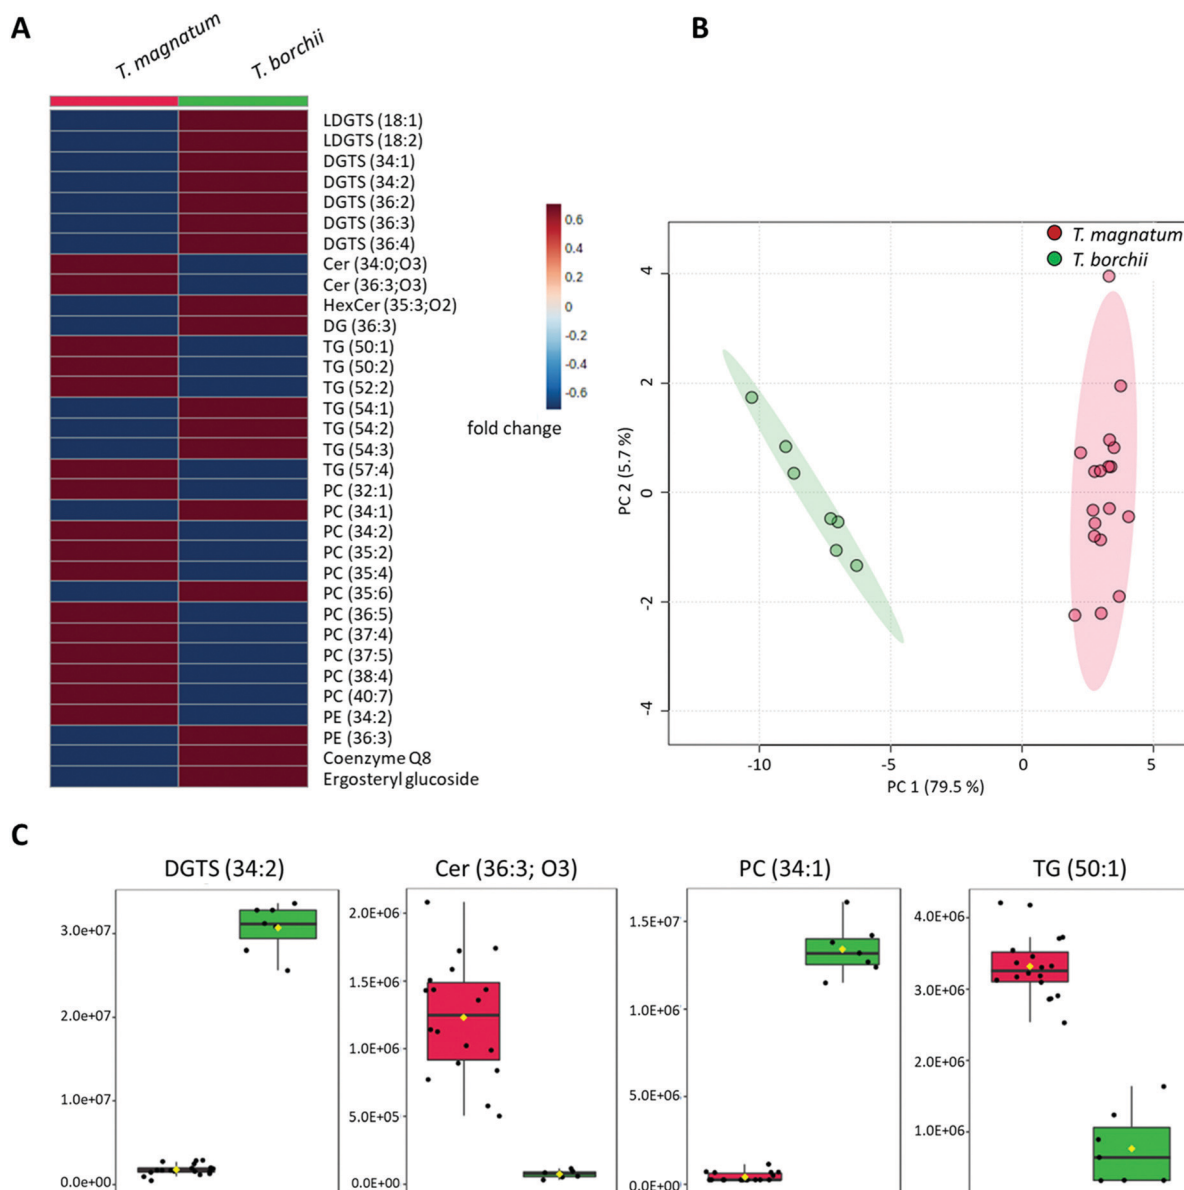 A
T. magnatum
T. borchii
LDGTS (18:1)
LDGTS (18:2)
DGTS (34:1)
DGTS (34:2)
DGTS (36:2)
DGTS (36:3)
DGTS (36:4)
Cer (34:0;O3)
Cer (36:3;O3)
HexCer (35:3;O2)
DG (36:3)
TG (50:1)
TG (50:2)
TG (52:2)
TG (54:1)
TG (54:2)
TG (54:3)
TG (57:4)
PC (32:1)
PC (34:1)
PC (34:2)
PC (35:2)
PC (35:4)
PC (35:6)
PC (36:5)
PC (37:4)
PC (37:5)
PC (38:4)
PC (40:7)
PE (34:2)
PE (36:3)
Coenzyme Q8
Ergosteryl glucoside
0.6
0.4
0.2
0
-0.2
-0.4
-0.6
fold change
B
T. magnatum
T. borchii
4
2
0
-2
-4
PC 2 (5.7 %)
-10
-5
0
5
PC 1 (79.5 %)
C
DGTS (34:2)
3.0e+07
2.0e+07
1.0e+07
0.0e+00
Cer (36:3; O3)
2.0E+06
1.5E+06
1.0E+06
5.0E+05
0.0E+00
PC (34:1)
1.5E+07
1.0E+06
5.0E+06
0.0E+00
TG (50:1)
4.0E+06
3.0E+06
2.0E+06
1.0E+06